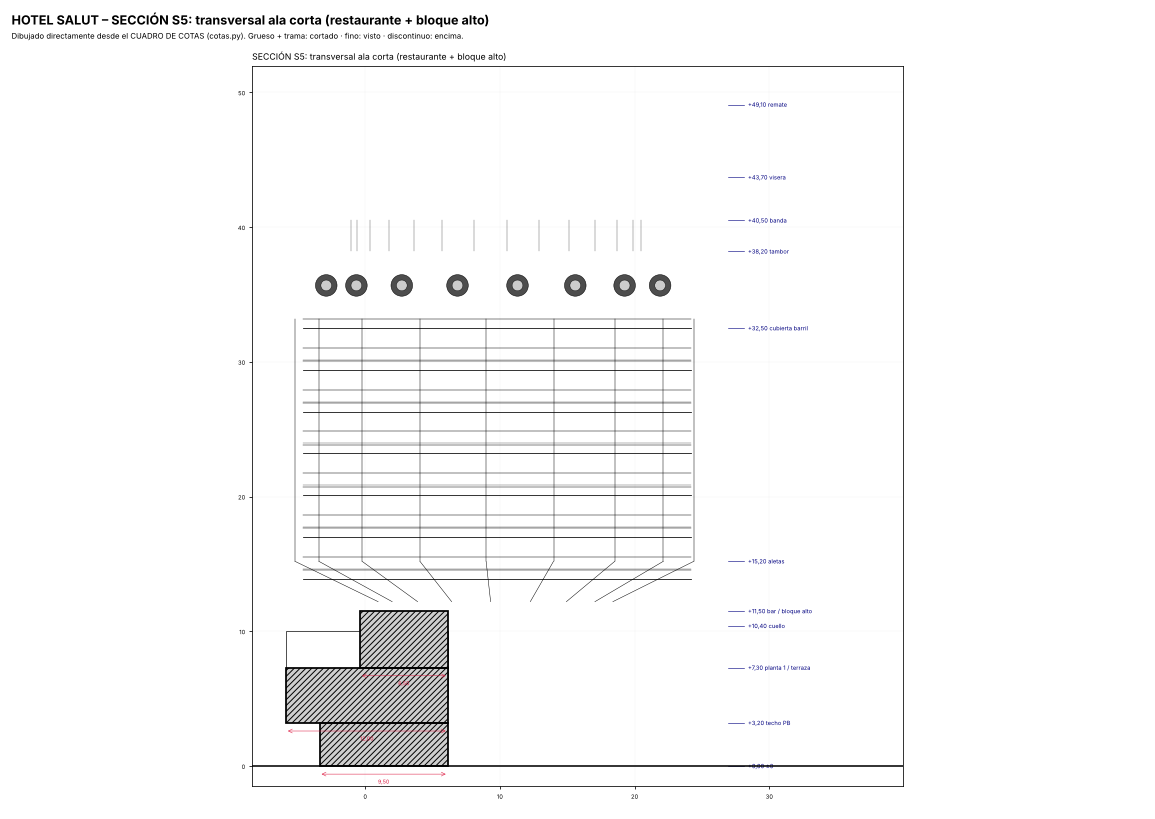 HOTEL SALUT – SECCIÓN S5: transversal ala corta (restaurante + bloque alto)
Dibujado directamente desde el CUADRO DE COTAS (cotas.py). Grueso + trama: cortado · fino: visto · discontinuo: encima.
SECCIÓN S5: transversal ala corta (restaurante + bloque alto)
50
+49,10 remate
+43,70 visera
+40,50 banda
40
+38,20 tambor
+32,50 cubierta barril
30
20
+15,20 aletas
+11,50 bar / bloque alto
+10,40 cuello
10
+7,30 planta 1 / terraza
+3,20 techo PB
0
9,50
0
10
20
30